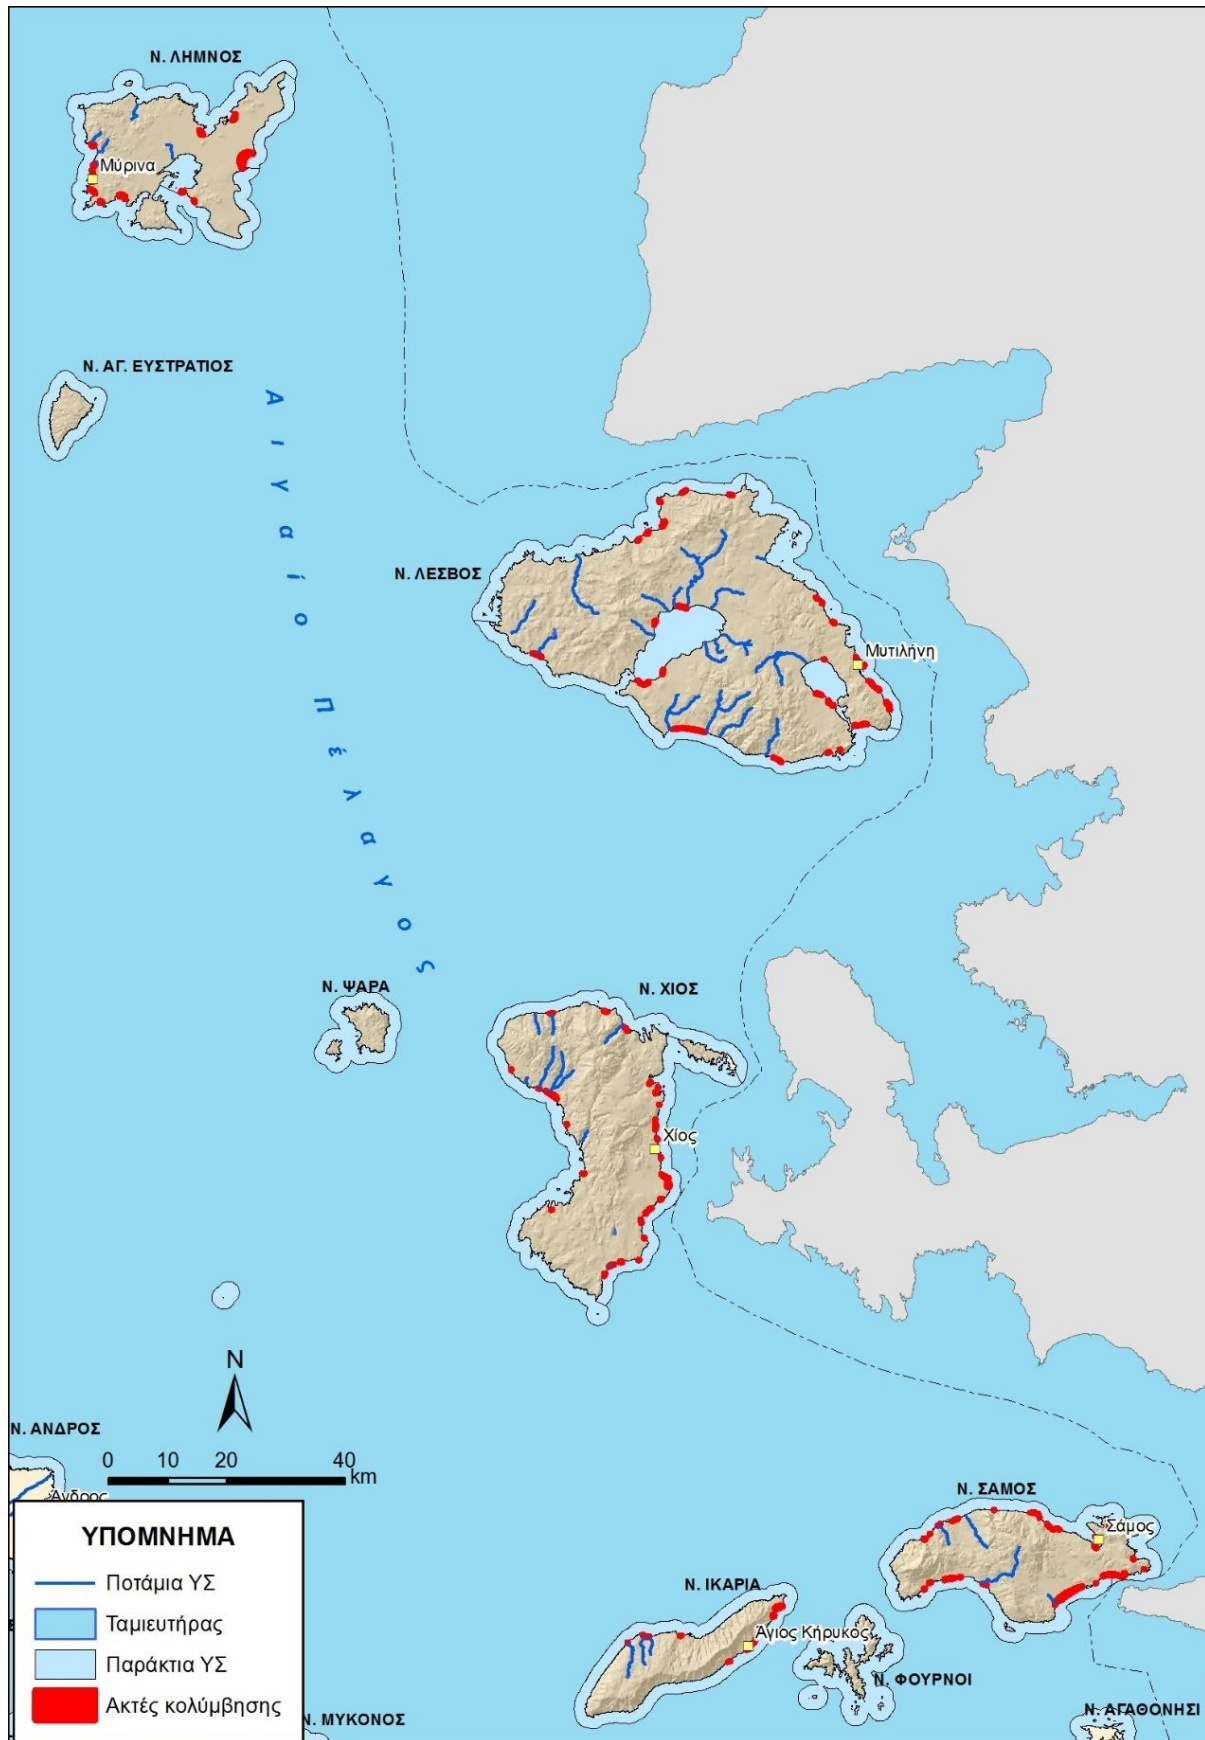 Ν. ΛΗΜΝΟΣ
Μύρινα
Ν. ΑΓ. ΕΥΣΤΡΑΤΙΟΣ
Αιγαίο Πέλαγος
Ν. ΛΕΣΒΟΣ
Μυτιλήνη
Ν. ΨΑΡΑ
Ν. ΧΙΟΣ
Χίος
N
0 10 20 40
km
Ν. ΑΝΔΡΟΣ
Άνδρος
Ν. ΣΑΜΟΣ
Σάμος
Ν. ΙΚΑΡΙΑ
Άγιος Κήρυκος
Ν. ΦΟΥΡΝΟΙ
Ν. ΑΓΑΘΟΝΗΣΙ
Ν. ΜΥΚΟΝΟΣ
ΥΠΟΜΝΗΜΑ
Ποτάμια ΥΣ
Ταμιευτήρας
Παράκτια ΥΣ
Ακτές κολύμβησης